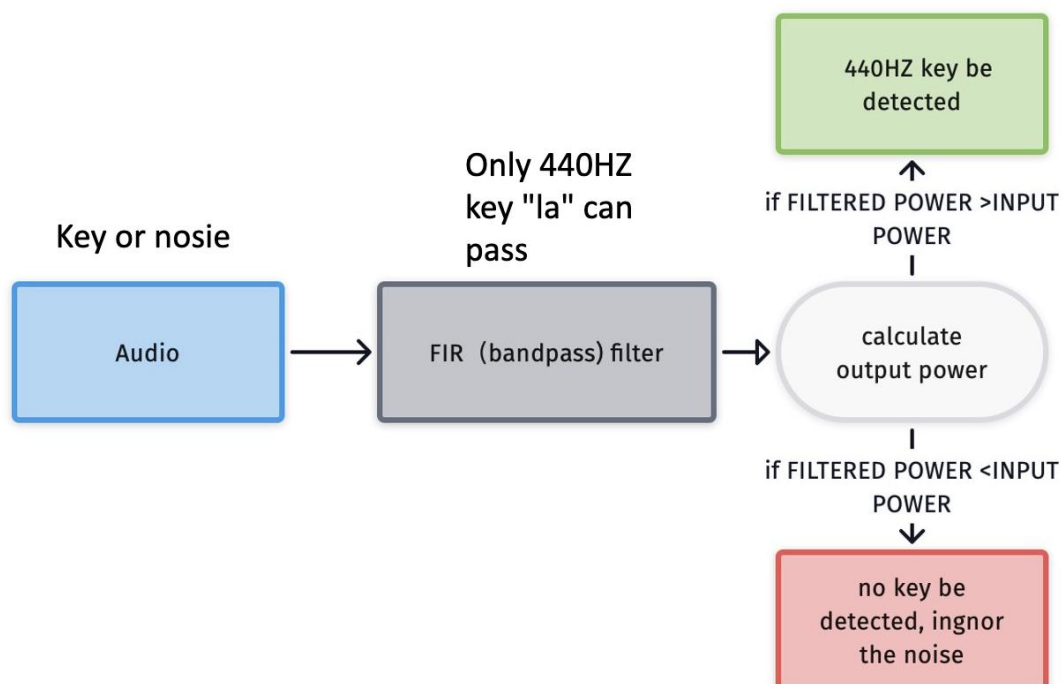 Key or nosie
Audio
Only 440HZ
key "la" can
pass
FIR（bandpass) filter
440HZ key be
detected
if FILTERED POWER >INPUT
POWER
calculate
output power
if FILTERED POWER <INPUT
POWER
no key be
detected, ingnor
the noise